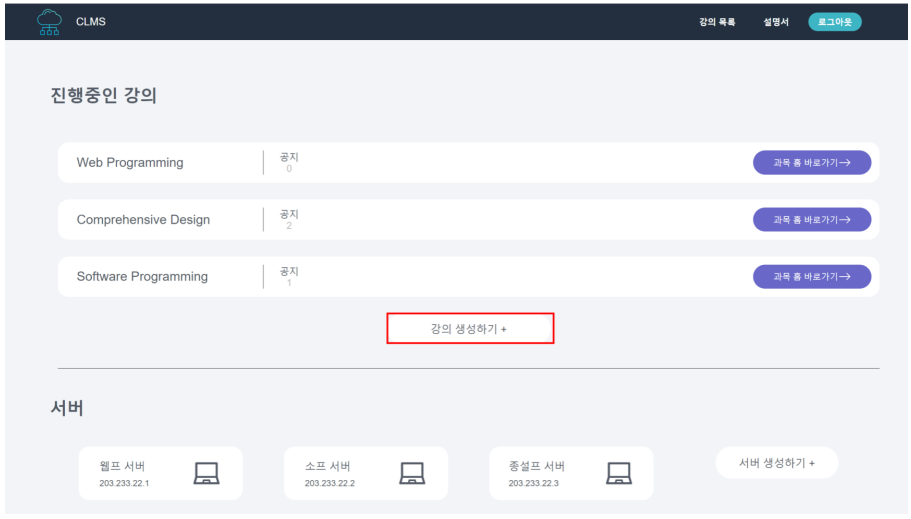 CLMS
강의 목록 설명서 로그아웃
진행중인 강의
Web Programming 공지 과목 홈 바로가기→
0
Comprehensive Design 공지 과목 홈 바로가기→
2
Software Programming 공지 과목 홈 바로가기→
1
강의 생성하기 +
서버
웹프 서버
203.233.22.1
소프 서버
203.233.22.2
종설프 서버
203.233.22.3
서버 생성하기 +